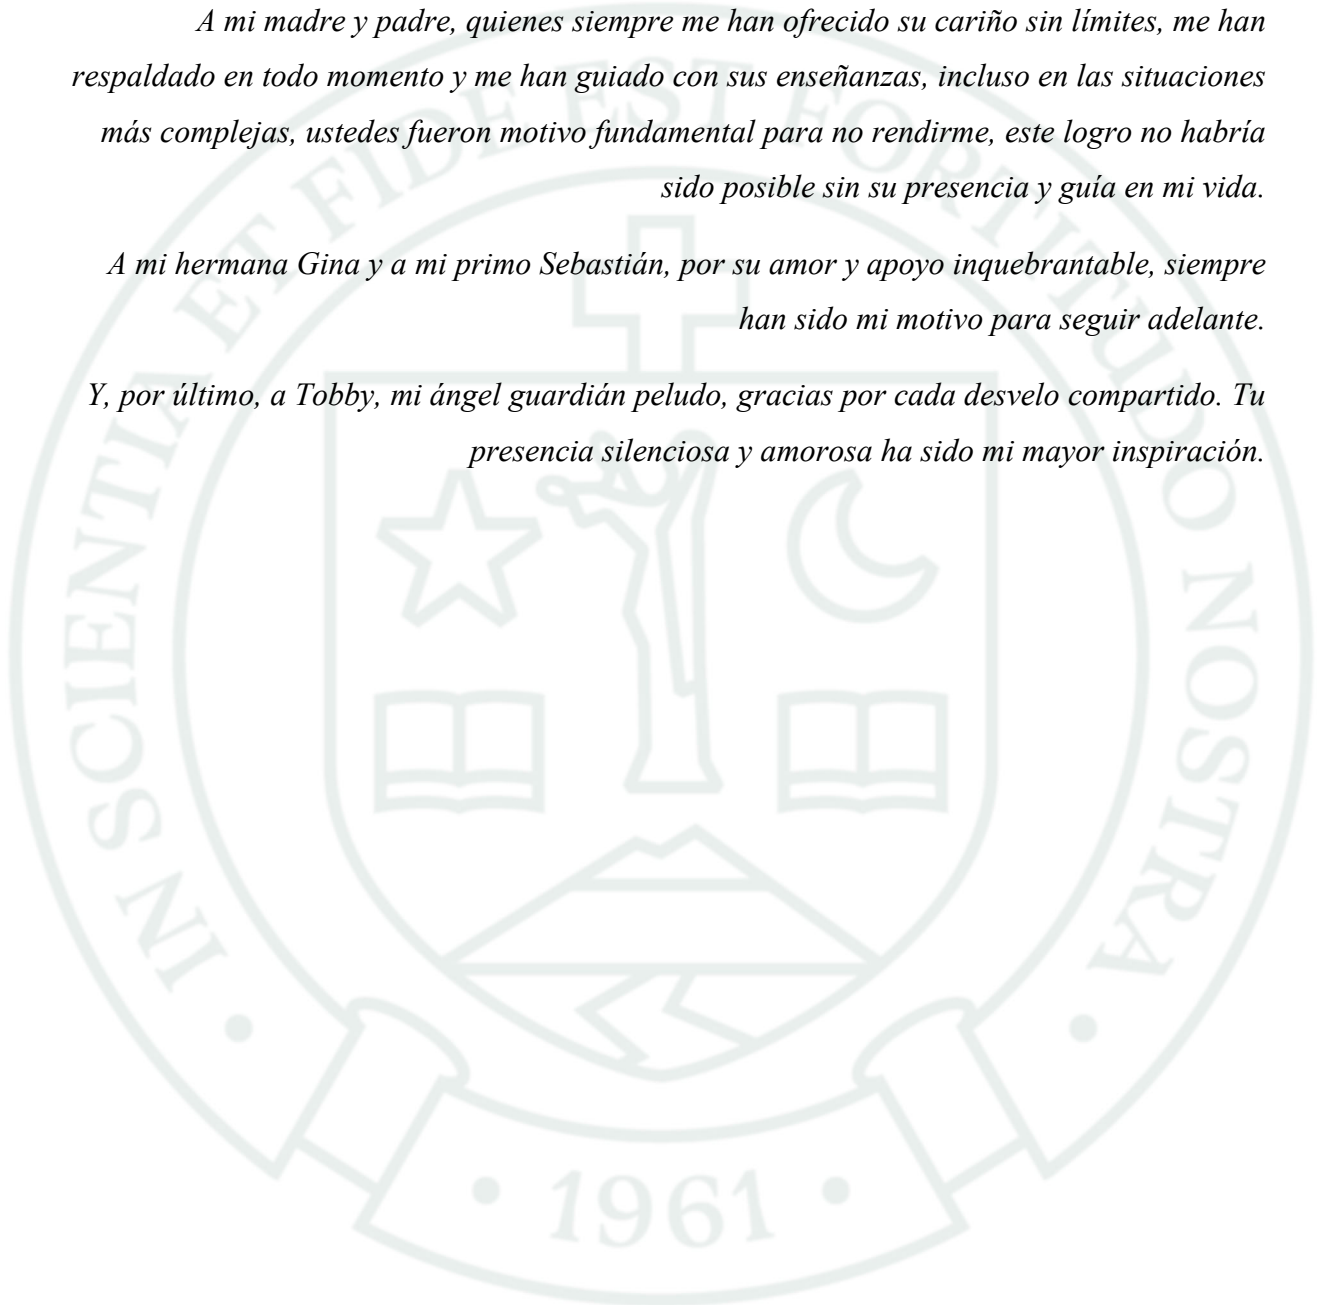 A mi madre y padre, quienes siempre me han ofrecido su cariño sin límites, me han
respaldado en todo momento y me han guiado con sus enseñanzas, incluso en las situaciones
más complejas, ustedes fueron motivo fundamental para no rendirme, este logro no habría
sido posible sin su presencia y guía en mi vida.
A mi hermana Gina y a mi primo Sebastián, por su amor y apoyo inquebrantable, siempre
han sido mi motivo para seguir adelante.
Y, por último, a Tobby, mi ángel guardián peludo, gracias por cada desvelo compartido. Tu
presencia silenciosa y amorosa ha sido mi mayor inspiración.
IN SCIENTIA ET FIDE EST FORTITUDO NOSTRA
• 1961 •